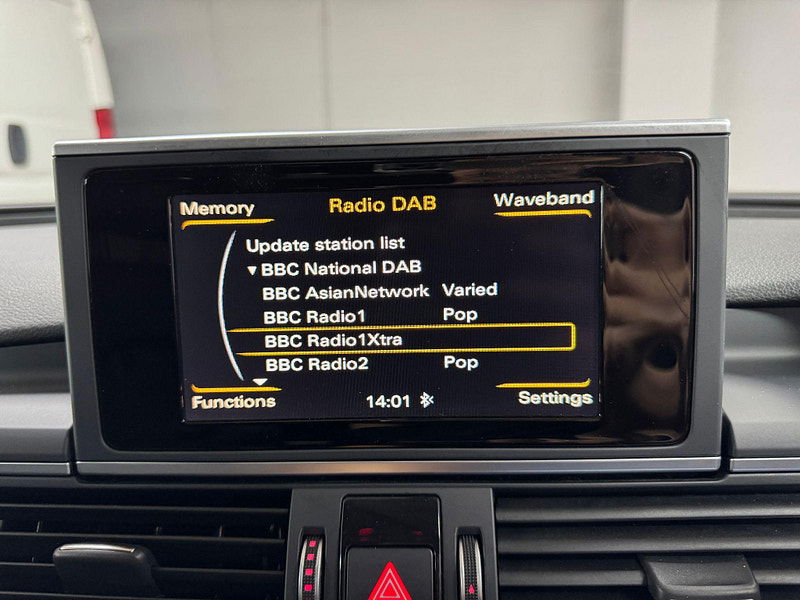 Memory Radio DAB Waveband
Update station list
BBC National DAB
BBC AsianNetwork Varied
BBC Radio1 Pop
BBC Radio1Xtra
BBC Radio2 Pop
Functions 14:01 Settings